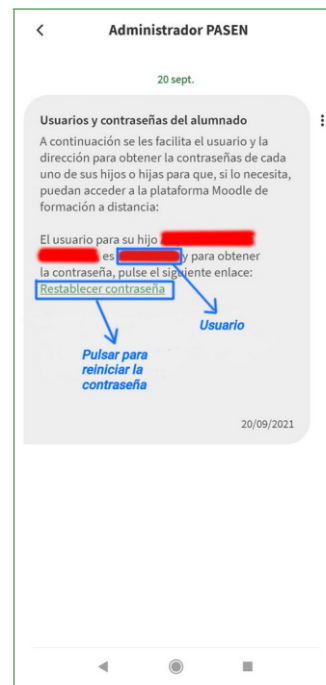 Administrador PASEN
20 sept.
Usuarios y contraseñas del alumnado
A continuación se les facilita el usuario y la
dirección para obtener la contraseñas de cada
uno de sus hijos o hijas para que, si lo necesita,
puedan acceder a la plataforma Moodle de
formación a distancia:
El usuario para su hijo
es y para obtener
la contraseña, pulse el siguiente enlace:
Restablecer contraseña
Usuario
Pulsar para
reiniciar la
contraseña
20/09/2021